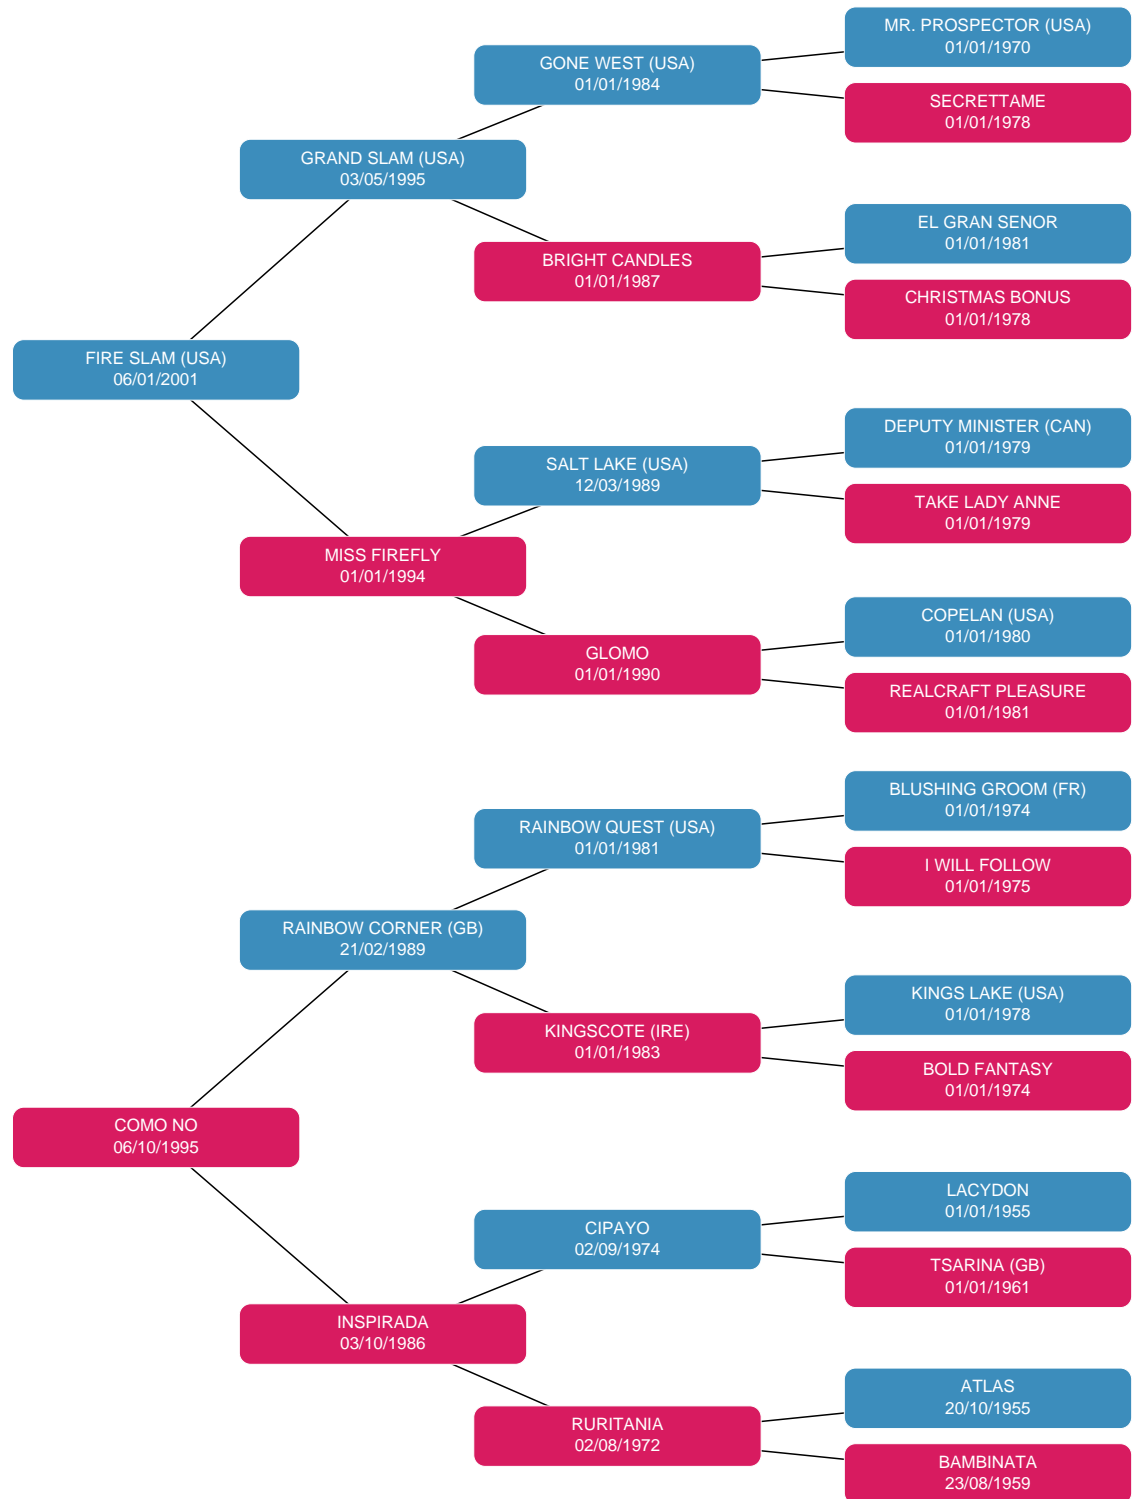 MR. PROSPECTOR (USA)
01/01/1970
GONE WEST (USA)
01/01/1984
SECRETTAME
01/01/1978
GRAND SLAM (USA)
03/05/1995
EL GRAN SENOR
01/01/1981
BRIGHT CANDLES
01/01/1987
CHRISTMAS BONUS
01/01/1978
FIRE SLAM (USA)
06/01/2001
DEPUTY MINISTER (CAN)
01/01/1979
SALT LAKE (USA)
12/03/1989
TAKE LADY ANNE
01/01/1979
MISS FIREFLY
01/01/1994
COPELAN (USA)
01/01/1980
GLOMO
01/01/1990
REALCRAFT PLEASURE
01/01/1981
BLUSHING GROOM (FR)
01/01/1974
RAINBOW QUEST (USA)
01/01/1981
I WILL FOLLOW
01/01/1975
RAINBOW CORNER (GB)
21/02/1989
KINGS LAKE (USA)
01/01/1978
KINGSCOTE (IRE)
01/01/1983
BOLD FANTASY
01/01/1974
COMO NO
06/10/1995
LACYDON
01/01/1955
CIPAYO
02/09/1974
TSARINA (GB)
01/01/1961
INSPIRADA
03/10/1986
ATLAS
20/10/1955
RURITANIA
02/08/1972
BAMBINATA
23/08/1959